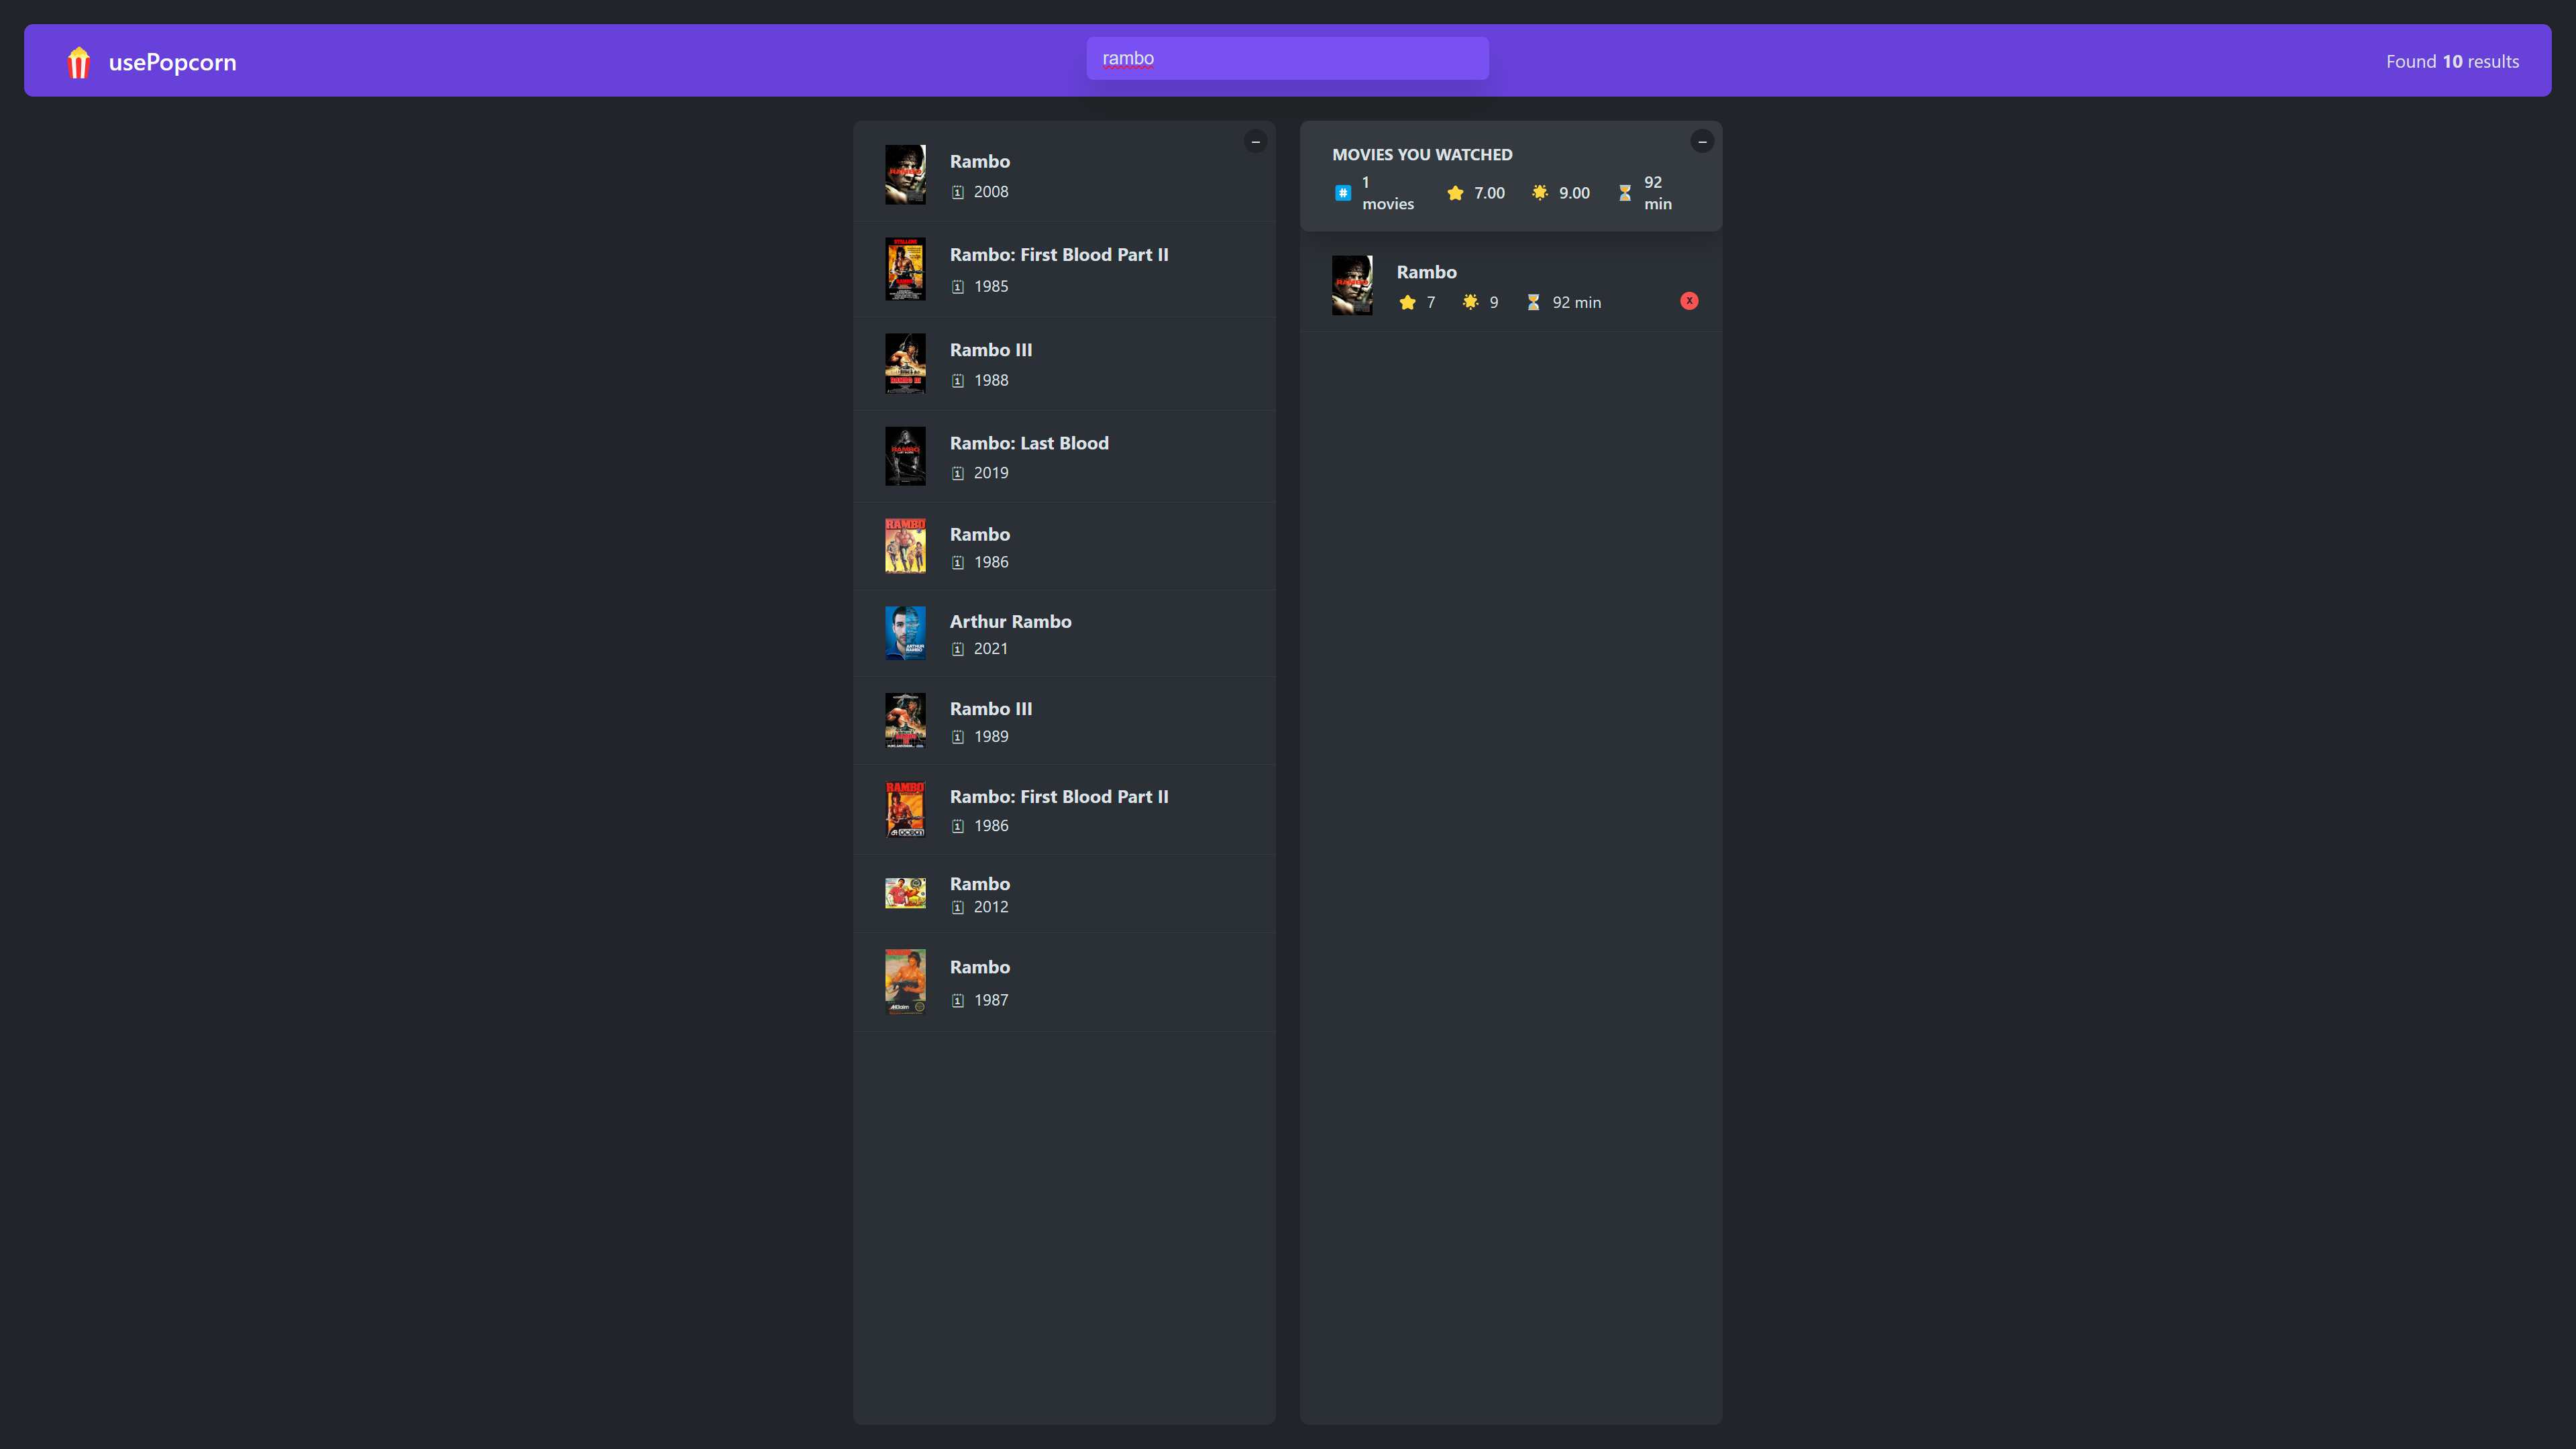 usePopcorn
rambo
Found 10 results
–
Rambo
2008
Rambo: First Blood Part II
1985
Rambo III
1988
Rambo: Last Blood
2019
Rambo
1986
Arthur Rambo
2021
Rambo III
1989
Rambo: First Blood Part II
1986
Rambo
2012
Rambo
1987
–
MOVIES YOU WATCHED
#
1
movies
7.00
9.00
92
min
Rambo
7
9
92 min
X